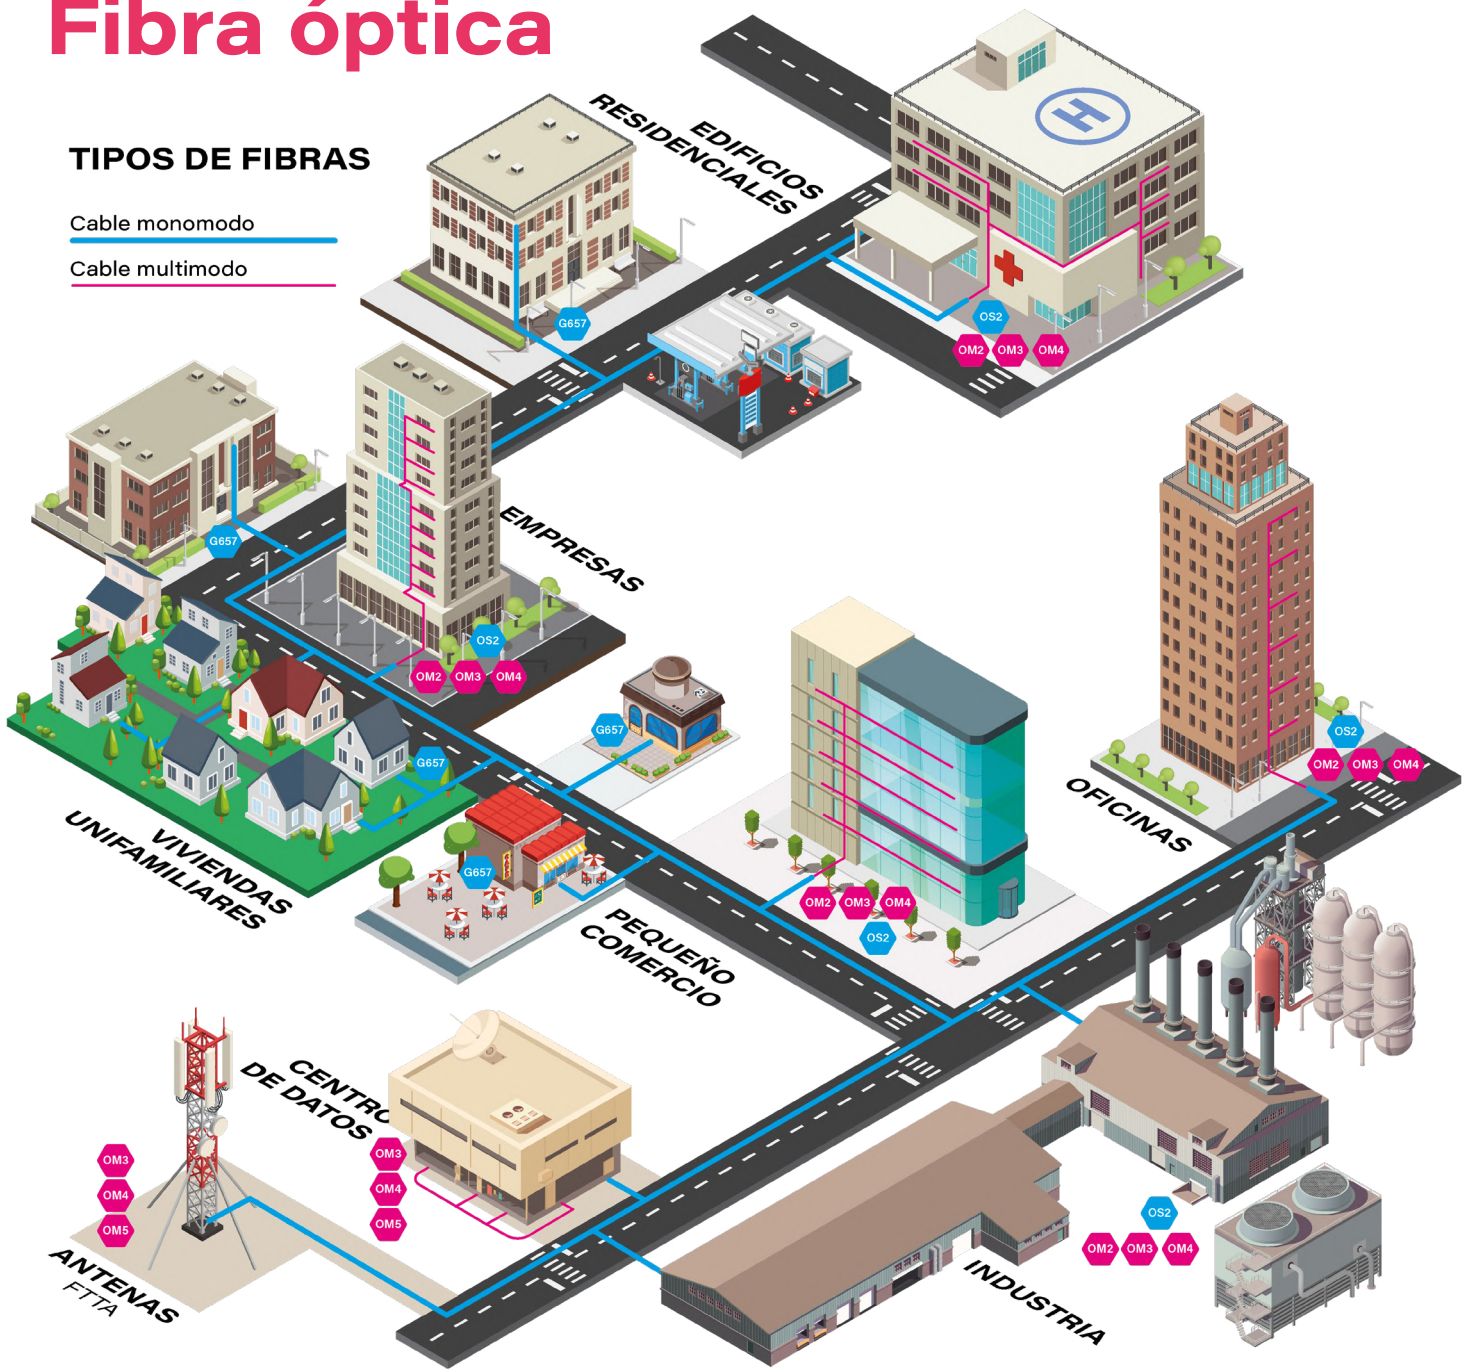 Fibra óptica
TIPOS DE FIBRAS
Cable monomodo
Cable multimodo
EDIFICIOS
RESIDENCIALES
H
G657
OS2
OM2 OM3 OM4
G657
EMPRESAS
OS2
OM2 OM3 OM4
G657
G657
VIVIENDAS
UNIFAMILIARES
G657
PEQUEÑO
COMERCIO
OM2 OM3 OM4
OS2
OFICINAS
OS2
OM2 OM3 OM4
CENTRO
DE DATOS
OM3
OM4
OM5
OM3
OM4
OM5
ANTENAS
FTTA
OS2
OM2 OM3 OM4
INDUSTRIA